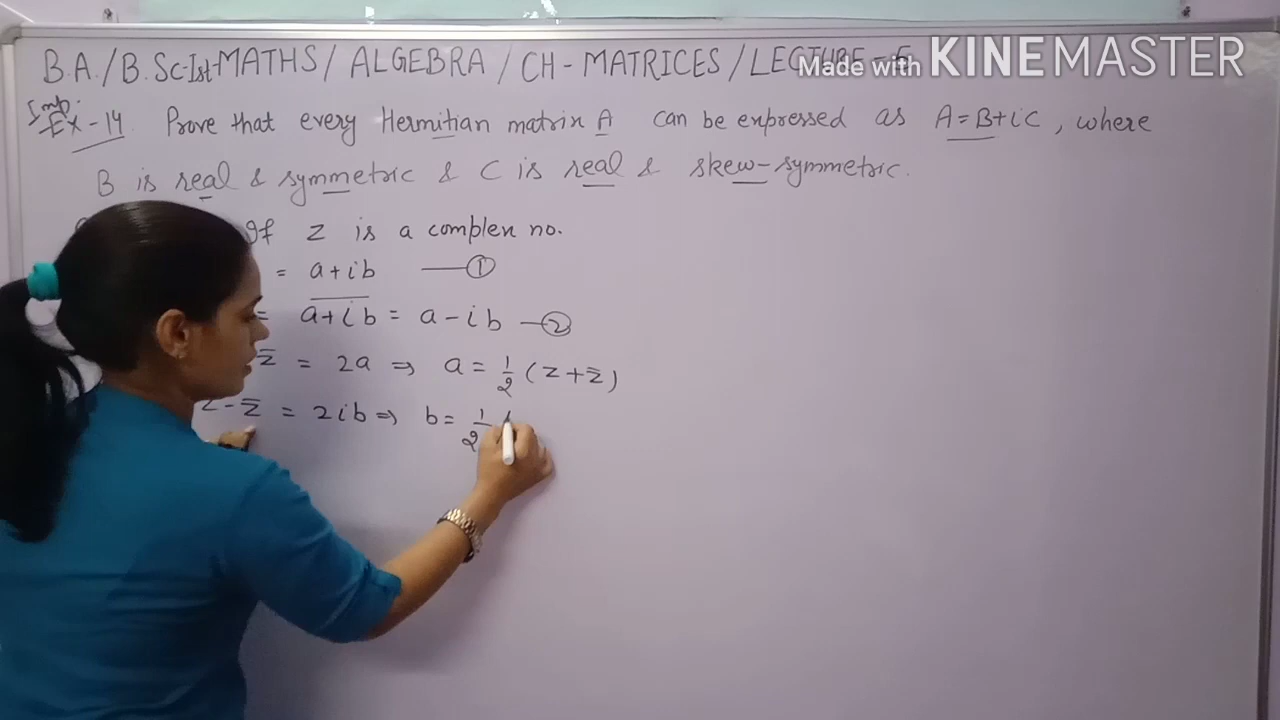 B.A./B.Sc-Ist-MATHS/ALGEBRA/CH-MATRICES/LECTURE-
Made with KINEMASTER
Imp.
Ex-14 Prove that every Hermitian matrix A can be expressed as A=B+iC, where
B is real & symmetric & C is real & skew-symmetric.
If z is a complex no.
= a+ib —①
= \overline{a+ib} = a-ib —②
z̄ = 2a ⇒ a = 1/2 (z+z̄)
z-z̄ = 2ib ⇒ b = 1/2